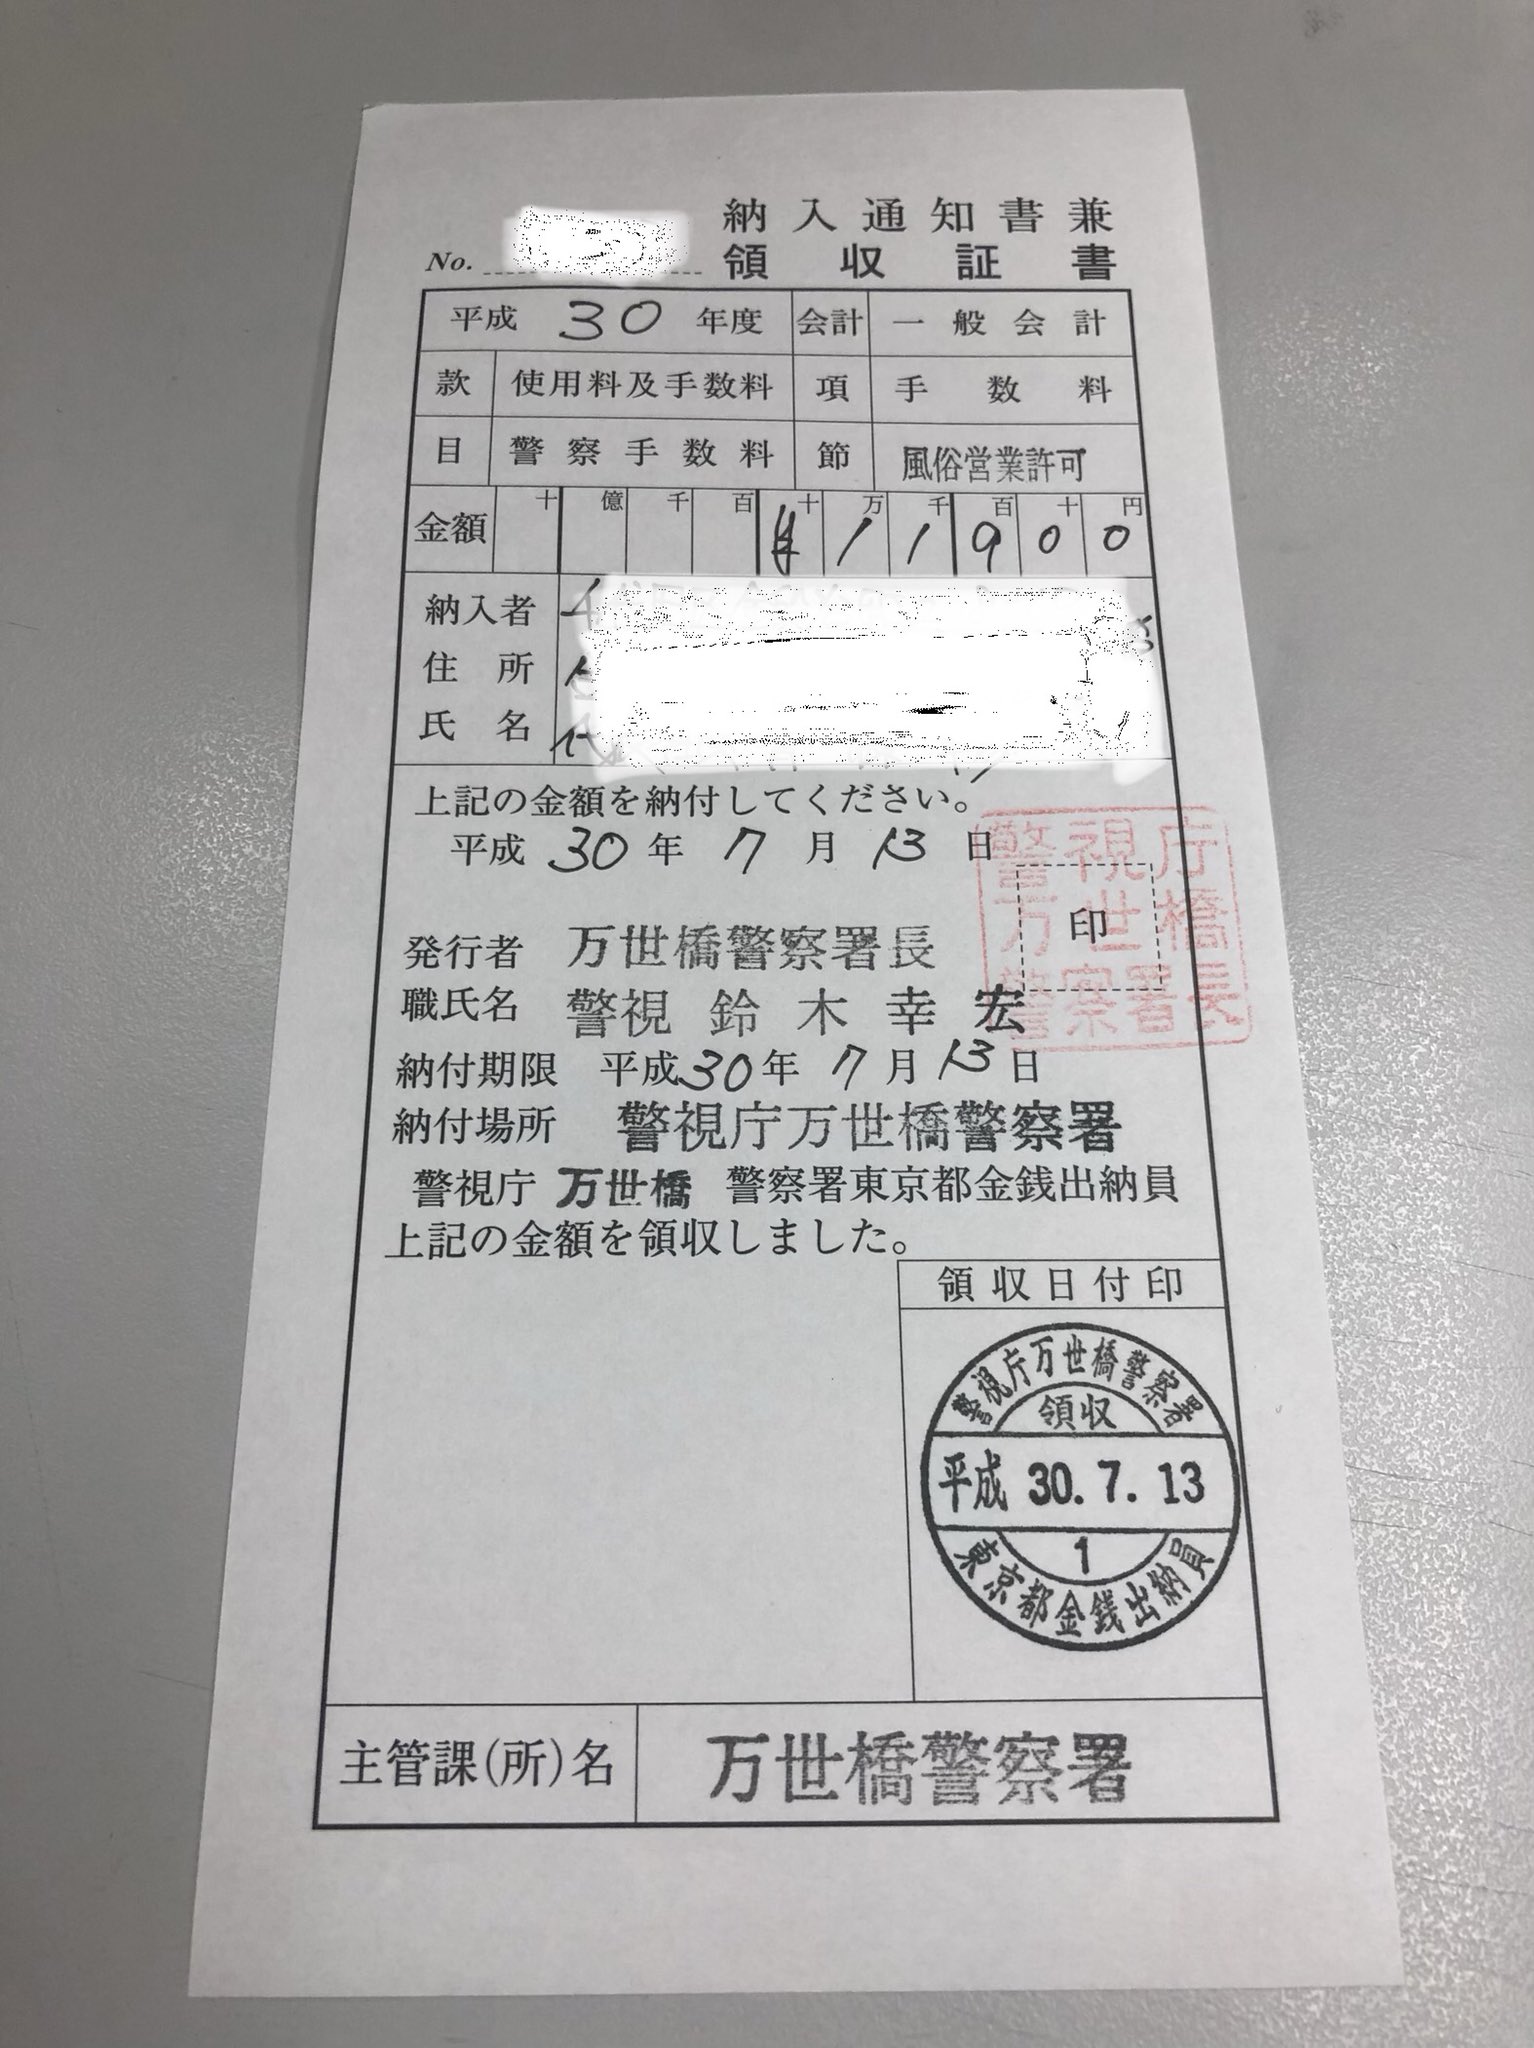 納入通知書兼
No. 領収証書
平成 30 年度 会計 一般会計
款 使用料及手数料 項 手数料
目 警察手数料 節 風俗営業許可
十 億 千 百 十 万 千 百 十 円
金額 ¥ 1 1 9 0 0
納入者
住所
氏名
上記の金額を納付してください。
平成 30 年 7 月 13 日
警視庁
万世橋
警察署長
印
発行者 万世橋警察署長
職氏名 警視 鈴木幸宏
納付期限 平成30年 7月13日
納付場所 警視庁万世橋警察署
警視庁 万世橋 警察署東京都金銭出納員
上記の金額を領収しました。
領収日付印
警視庁万世橋警察署
領収
平成 30.7.13
1
東京都金銭出納員
主管課(所)名 万世橋警察署